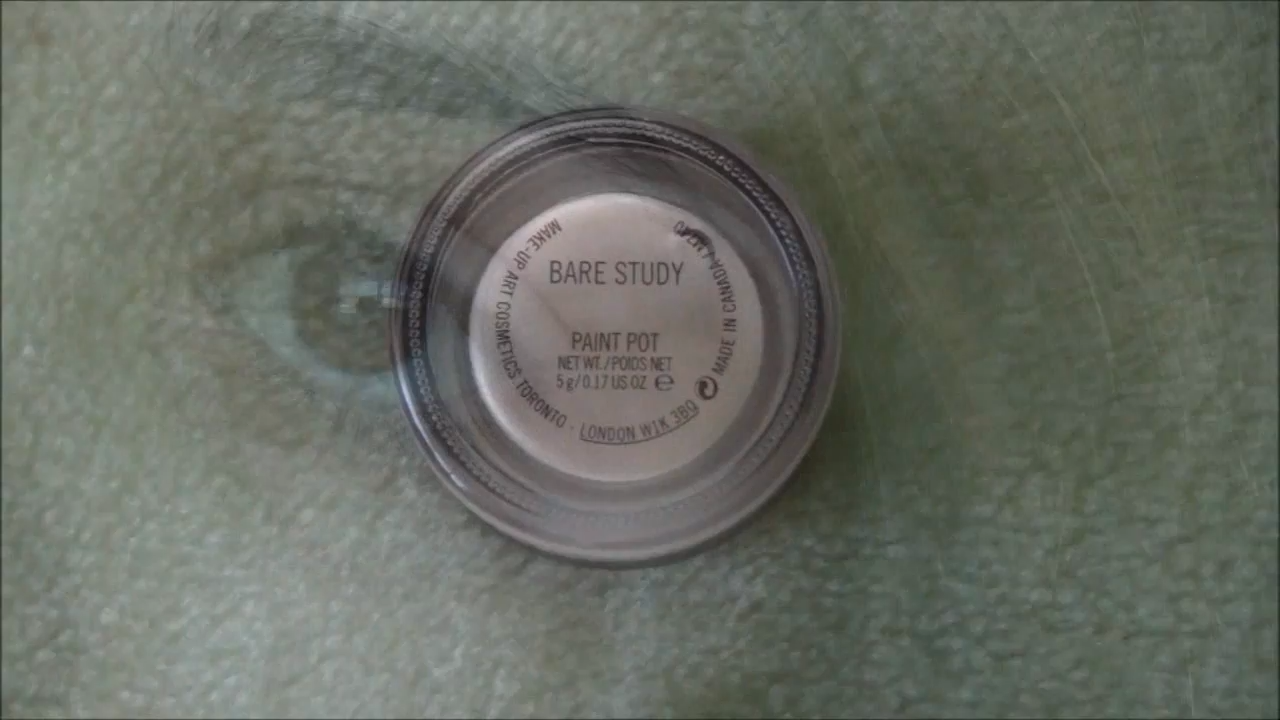 BARE STUDY
PAINT POT
NET WT./POIDS NET
5 g/0.17 US OZ ℮
MAKE-UP ART COSMETICS TORONTO · LONDON W1K 3BQ
MADE IN CANADA